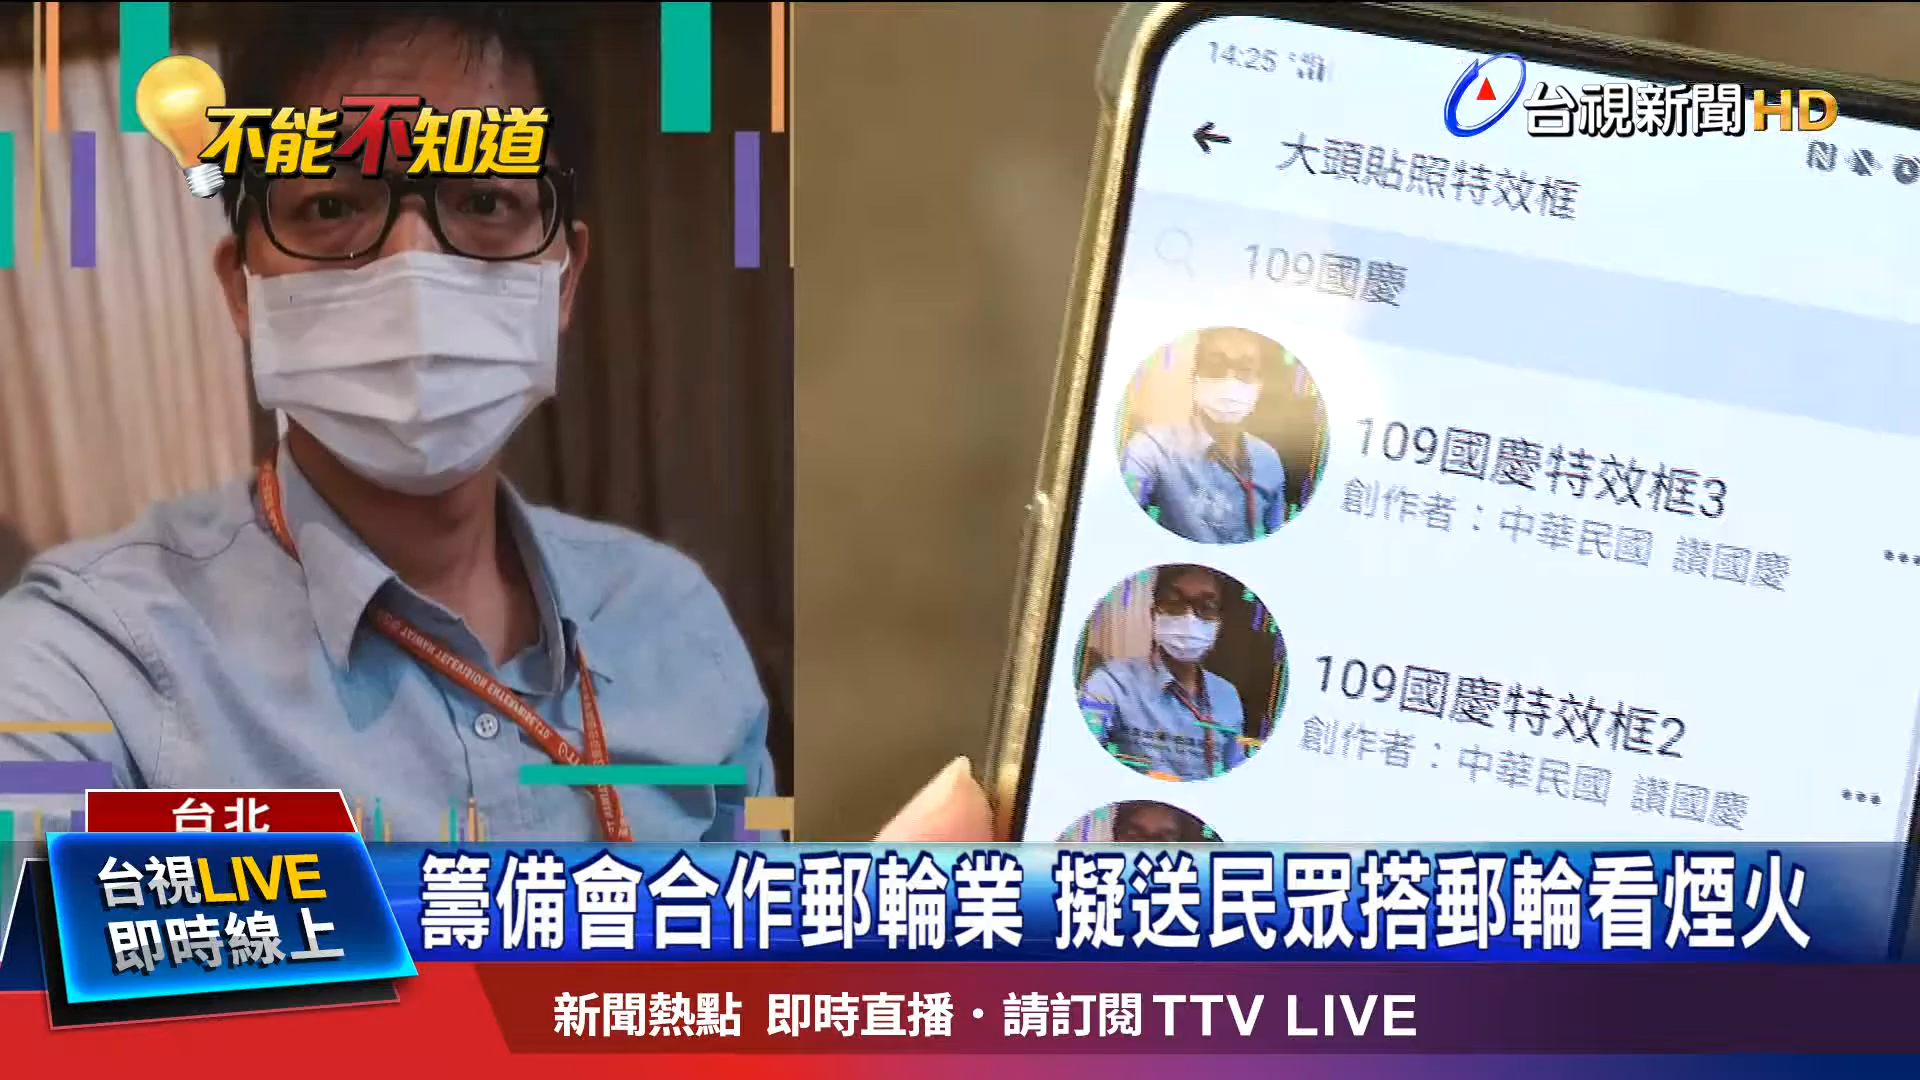 不能不知道
台視新聞HD
14:25
大頭貼照特效框
109國慶
109國慶特效框3
創作者：中華民國 讚國慶
109國慶特效框2
創作者：中華民國 讚國慶
台北
台視LIVE
即時線上
籌備會合作郵輪業 擬送民眾搭郵輪看煙火
新聞熱點 即時直播·請訂閱TTV LIVE